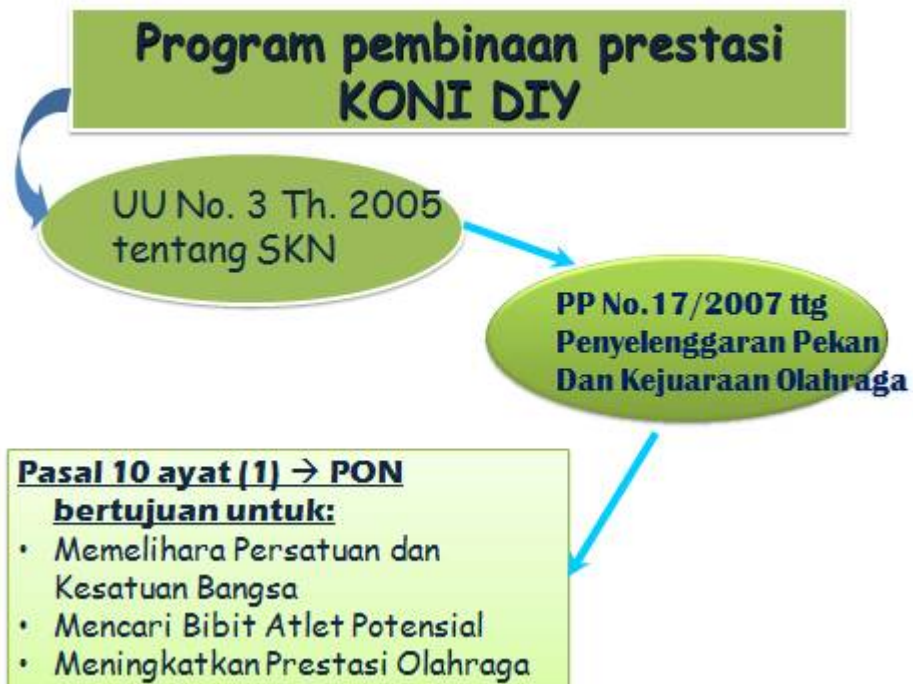 Program pembinaan prestasi
KONI DIY
UU No. 3 Th. 2005
tentang SKN
PP No.17/2007 ttg
Penyelenggaran Pekan
Dan Kejuaraan Olahraga
Pasal 10 ayat (1) → PON
bertujuan untuk:
• Memelihara Persatuan dan
Kesatuan Bangsa
• Mencari Bibit Atlet Potensial
• Meningkatkan Prestasi Olahraga